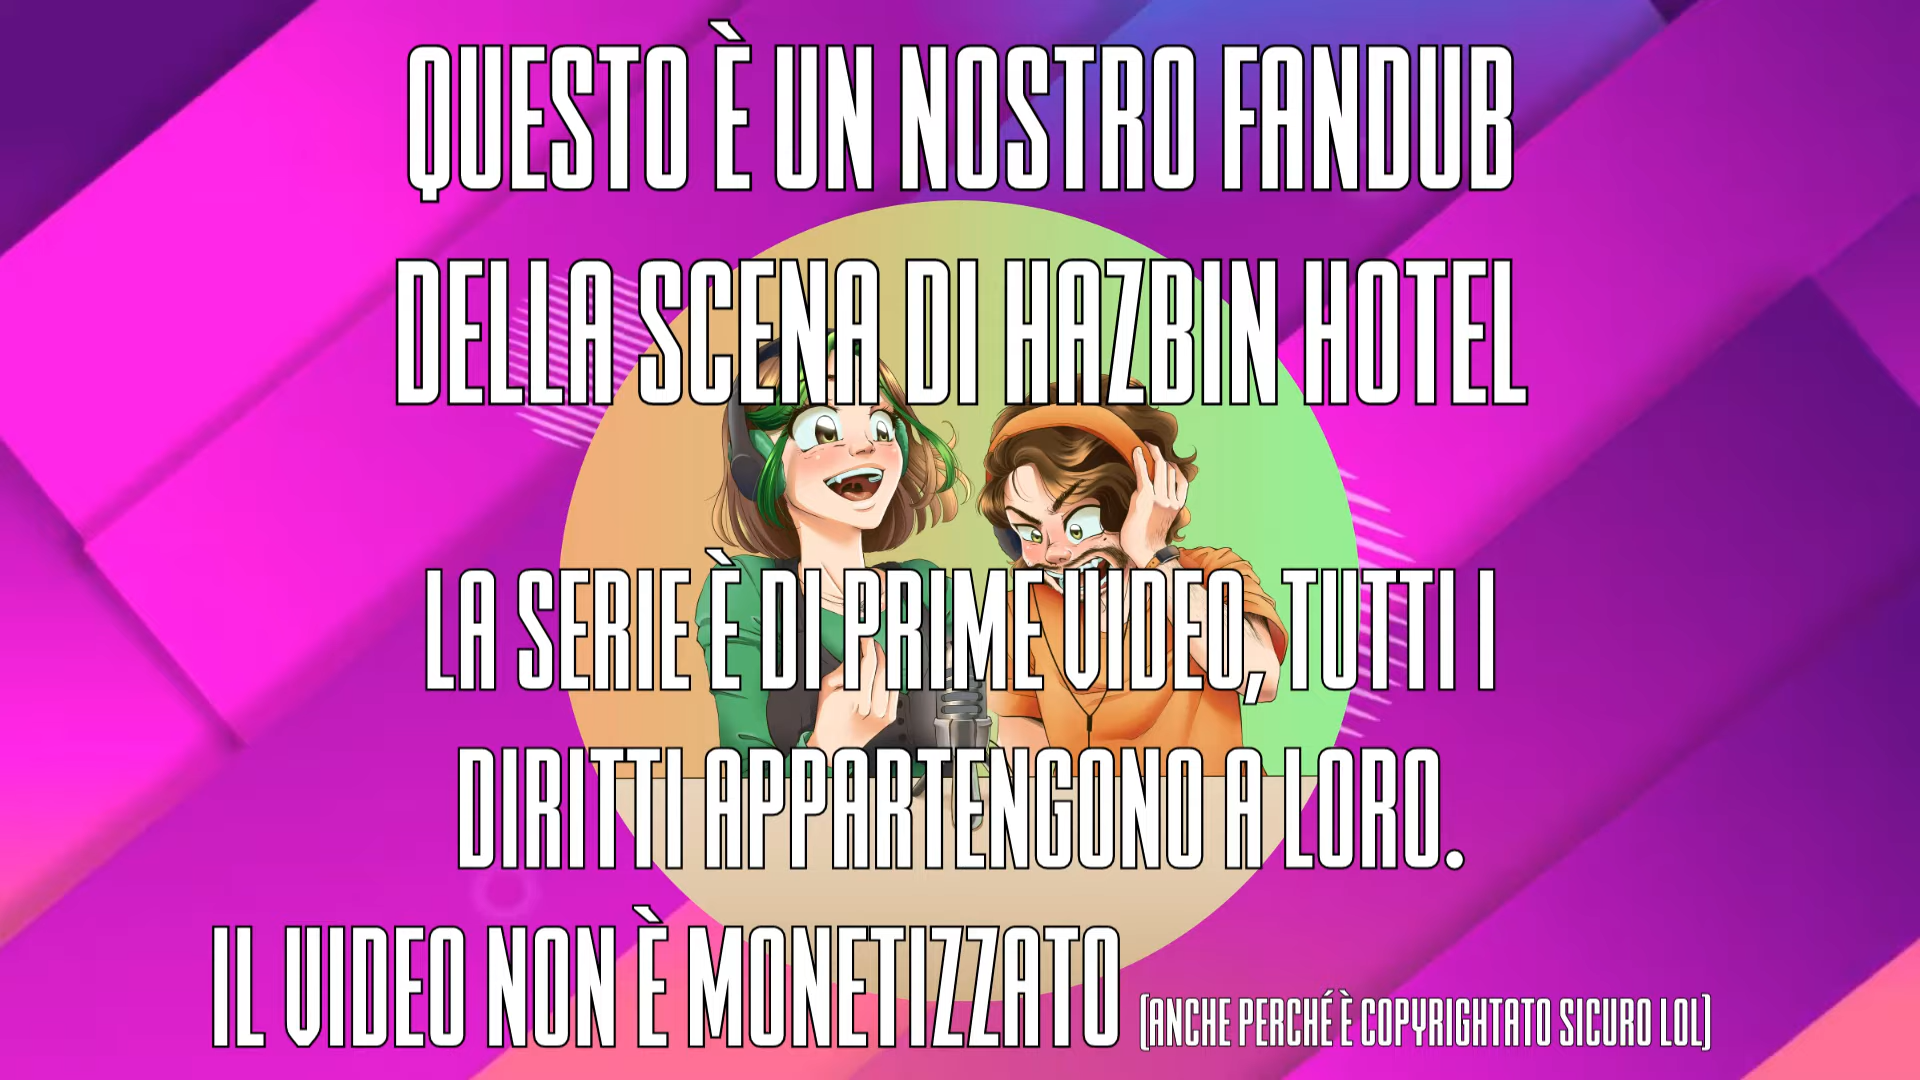 QUESTO È UN NOSTRO FANDUB
DELLA SCENA DI HAZBIN HOTEL
LA SERIE È DI PRIME VIDEO, TUTTI I
DIRITTI APPARTENGONO A LORO.
IL VIDEO NON È MONETIZZATO (ANCHE PERCHÉ È COPYRIGHTATO SICURO LOL)